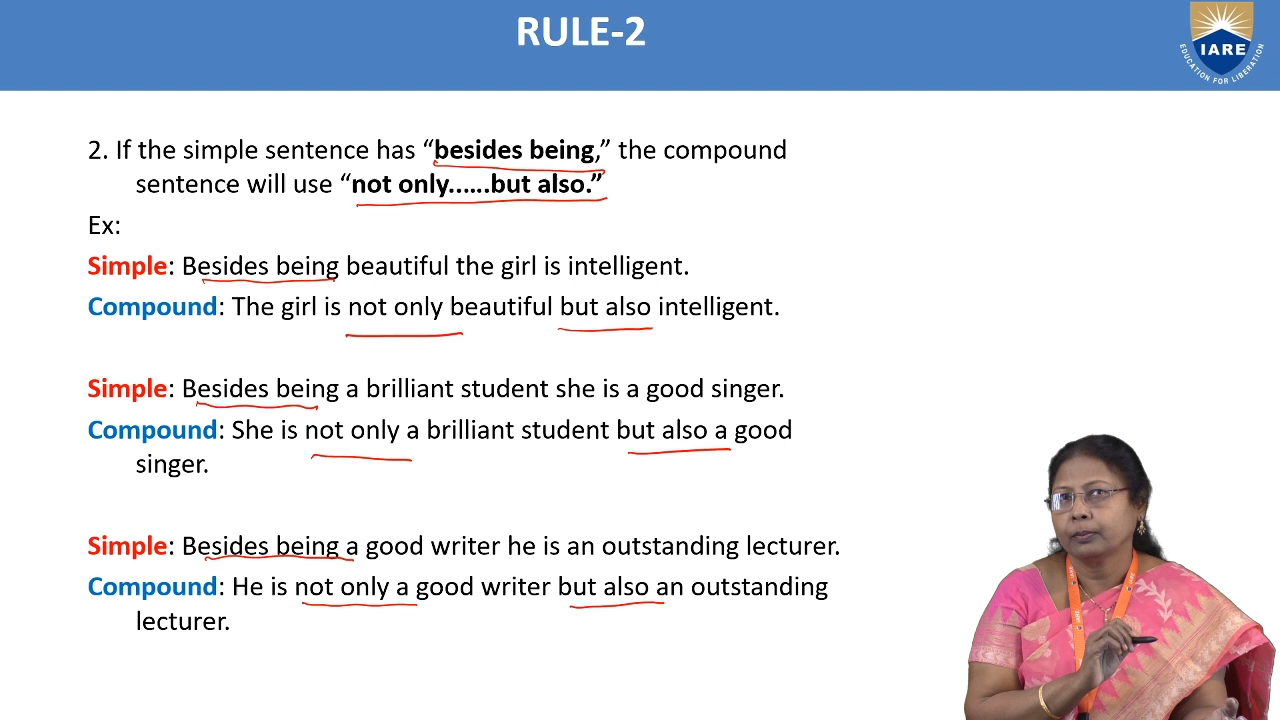 RULE-2
IARE
EDUCATION FOR LIBERATION
2. If the simple sentence has “besides being,” the compound
sentence will use “not only......but also.”
Ex:
Simple: Besides being beautiful the girl is intelligent.
Compound: The girl is not only beautiful but also intelligent.
Simple: Besides being a brilliant student she is a good singer.
Compound: She is not only a brilliant student but also a good
singer.
Simple: Besides being a good writer he is an outstanding lecturer.
Compound: He is not only a good writer but also an outstanding
lecturer.